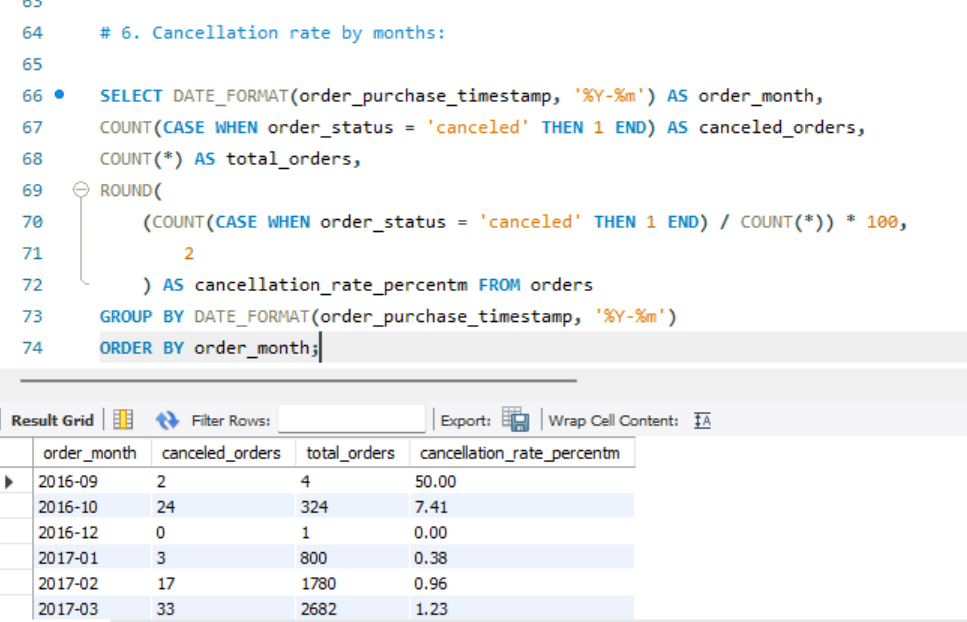 63
64 # 6. Cancellation rate by months:
65
66 SELECT DATE_FORMAT(order_purchase_timestamp, '%Y-%m') AS order_month,
67 COUNT(CASE WHEN order_status = 'canceled' THEN 1 END) AS canceled_orders,
68 COUNT(*) AS total_orders,
69 ROUND(
70 (COUNT(CASE WHEN order_status = 'canceled' THEN 1 END) / COUNT(*)) * 100,
71 2
72 ) AS cancellation_rate_percentm FROM orders
73 GROUP BY DATE_FORMAT(order_purchase_timestamp, '%Y-%m')
74 ORDER BY order_month;
Result Grid Filter Rows: Export: Wrap Cell Content: IA
order_month canceled_orders total_orders cancellation_rate_percentm
2016-09 2 4 50.00
2016-10 24 324 7.41
2016-12 0 1 0.00
2017-01 3 800 0.38
2017-02 17 1780 0.96
2017-03 33 2682 1.23